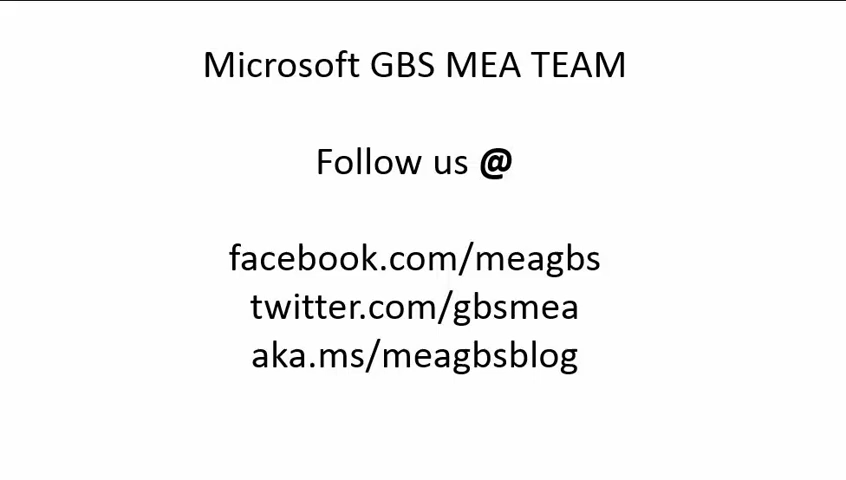 Microsoft GBS MEA TEAM
Follow us @
facebook.com/meagbs
twitter.com/gbsmea
aka.ms/meagbsblog